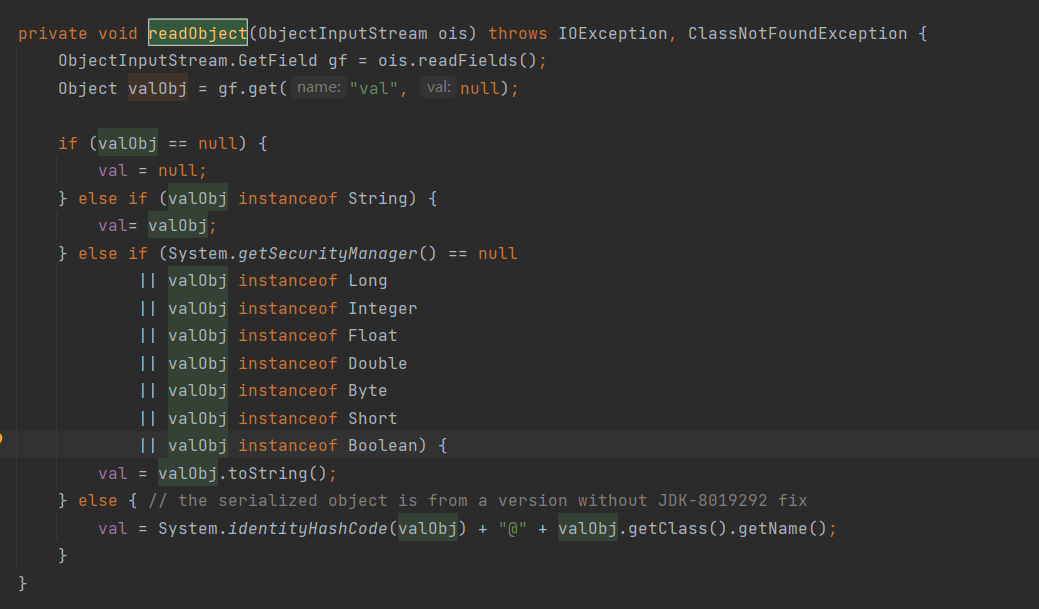 private void readObject(ObjectInputStream ois) throws IOException, ClassNotFoundException {
    ObjectInputStream.GetField gf = ois.readFields();
    Object valObj = gf.get( name: "val", val: null);

    if (valObj == null) {
        val = null;
    } else if (valObj instanceof String) {
        val= valObj;
    } else if (System.getSecurityManager() == null
            || valObj instanceof Long
            || valObj instanceof Integer
            || valObj instanceof Float
            || valObj instanceof Double
            || valObj instanceof Byte
            || valObj instanceof Short
            || valObj instanceof Boolean) {
        val = valObj.toString();
    } else { // the serialized object is from a version without JDK-8019292 fix
        val = System.identityHashCode(valObj) + "@" + valObj.getClass().getName();
    }
}